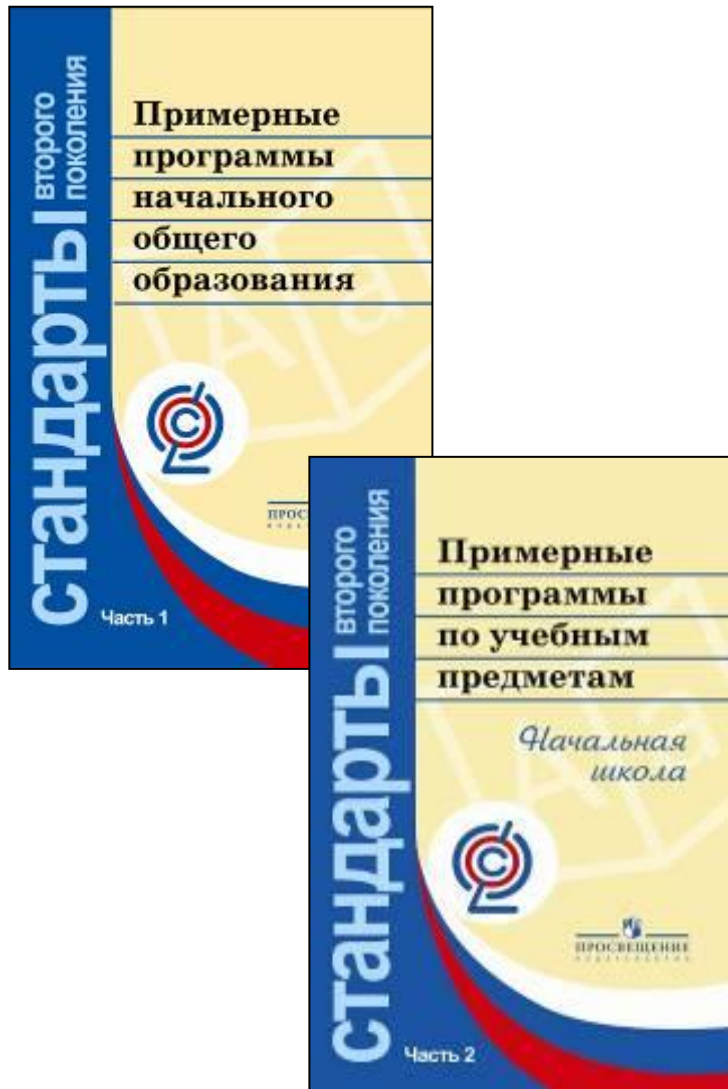 стандарты
второго
поколения
Примерные
программы
начального
общего
образования
Часть 1
стандарты
второго
поколения
Примерные
программы
по учебным
предметам
Начальная
школа
ПРОСВЕЩЕНИЕ
Часть 2